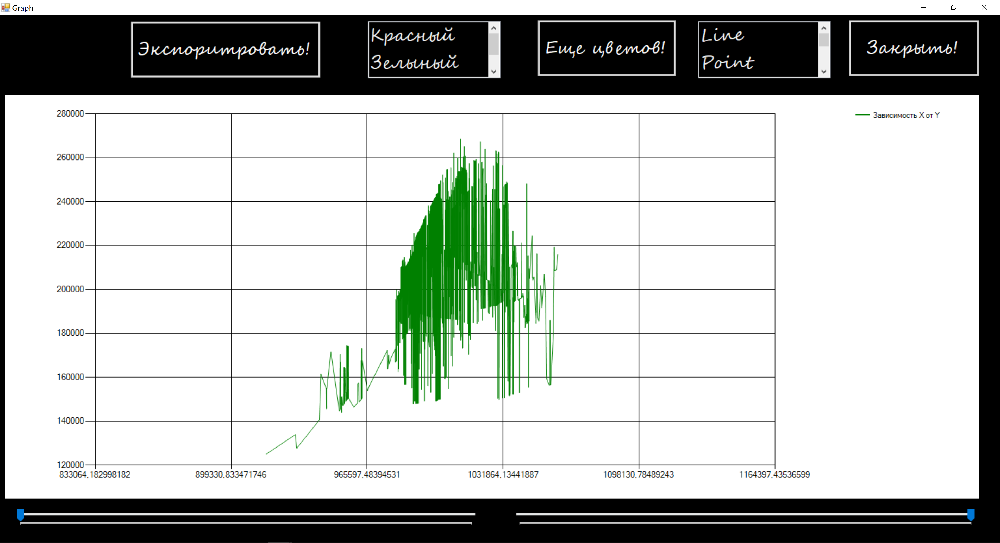 Graph
Экспоритровать!
Красный
Зелыный
Еще цветов!
Line
Point
Закрыть!
280000
260000
240000
220000
200000
180000
160000
140000
120000
Зависимость X от Y
833064,182998182
899330,833471746
965597,48394531
1031864,13441887
1098130,78489243
1164397,43536599